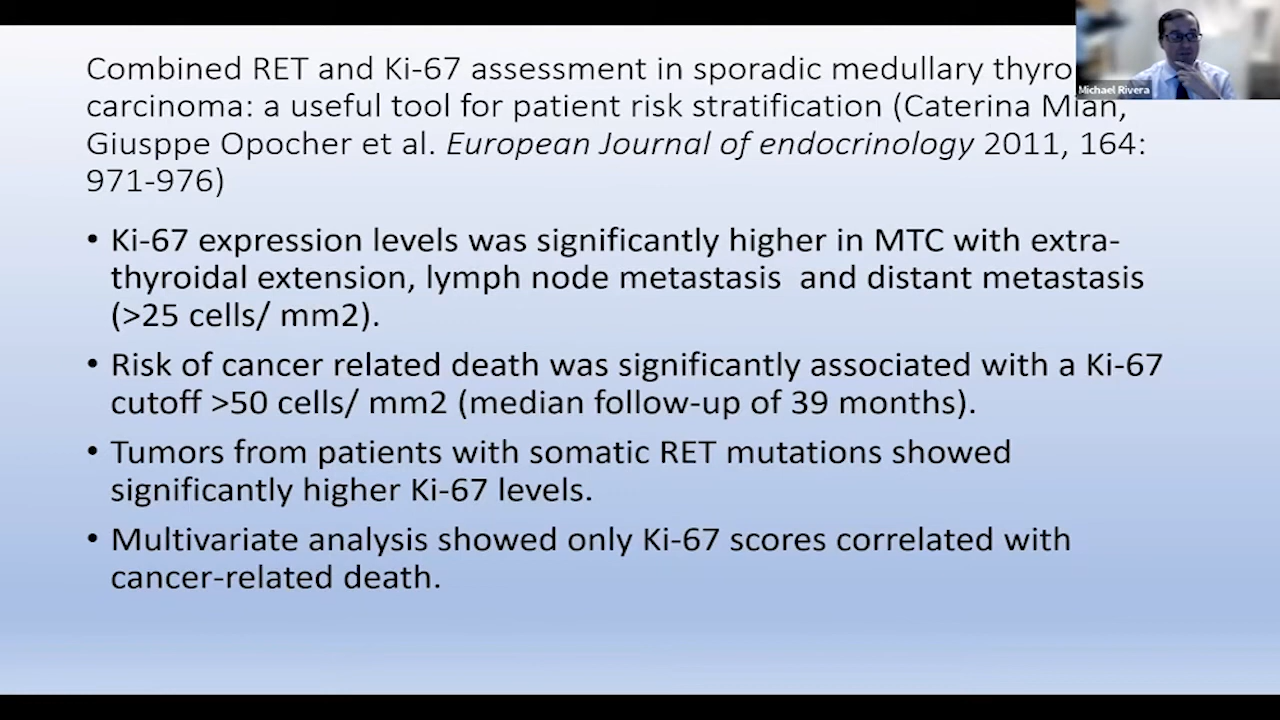 Combined RET and Ki-67 assessment in sporadic medullary thyro
carcinoma: a useful tool for patient risk stratification (Caterina Mian,
Giusppe Opocher et al. European Journal of endocrinology 2011, 164:
971-976)
• Ki-67 expression levels was significantly higher in MTC with extra-
thyroidal extension, lymph node metastasis and distant metastasis
(>25 cells/ mm2).
• Risk of cancer related death was significantly associated with a Ki-67
cutoff >50 cells/ mm2 (median follow-up of 39 months).
• Tumors from patients with somatic RET mutations showed
significantly higher Ki-67 levels.
• Multivariate analysis showed only Ki-67 scores correlated with
cancer-related death.
Michael Rivera